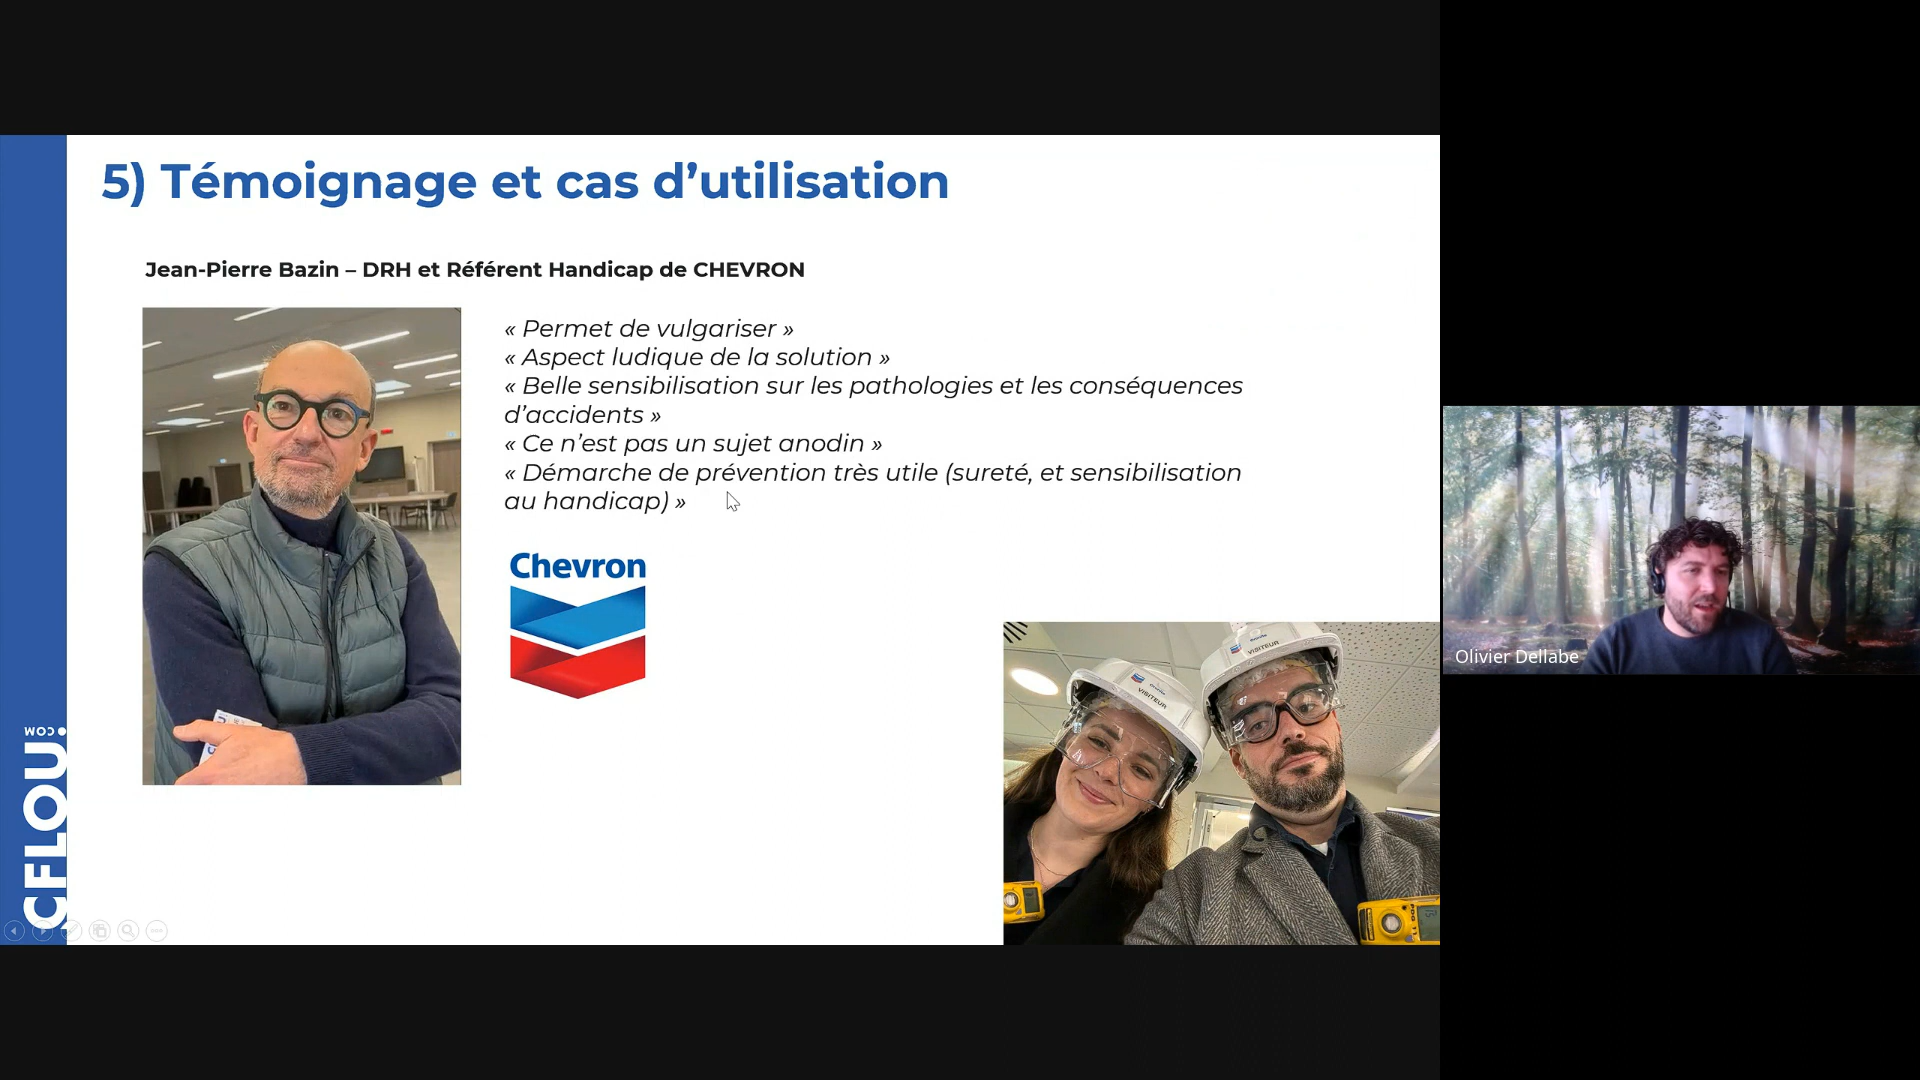 5) Témoignage et cas d’utilisation
Jean-Pierre Bazin – DRH et Référent Handicap de CHEVRON
« Permet de vulgariser »
« Aspect ludique de la solution »
« Belle sensibilisation sur les pathologies et les conséquences
d’accidents »
« Ce n’est pas un sujet anodin »
« Démarche de prévention très utile (sureté, et sensibilisation
au handicap) »
Chevron
VISITEUR
VISITEUR
CFLOU.COM
Olivier Dellabe